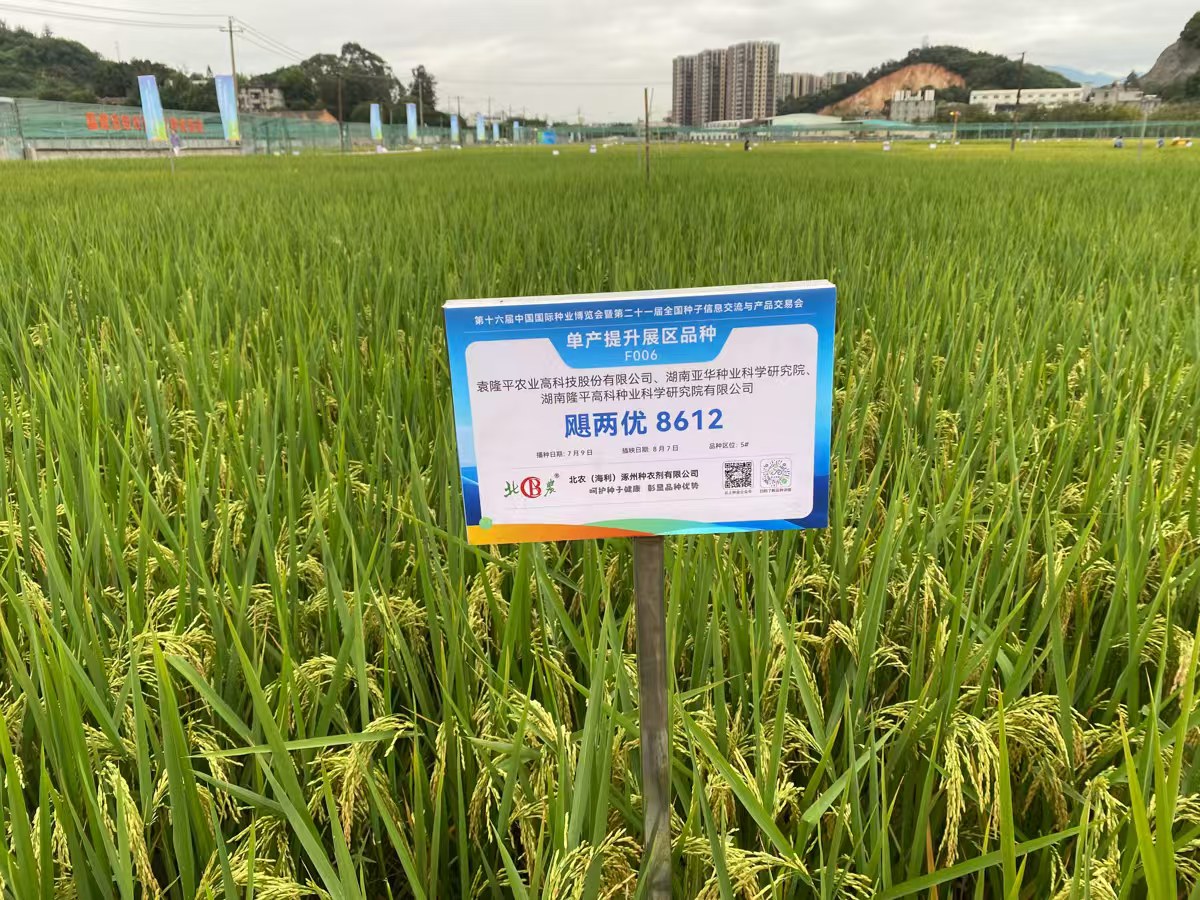 第十六届中国国际种业博览会暨第二十一届全国种子信息交流与产品交易会
单产提升展区品种
F006
袁隆平农业高科技股份有限公司、湖南亚华种业科学研究院、
湖南隆平高科种业科学研究院有限公司
飓两优 8612
播种日期: 7月9日 插秧日期: 8月7日 品种区位: 5#
北农®
北农（海利）涿州种衣剂有限公司
呵护种子健康 彰显品种优势